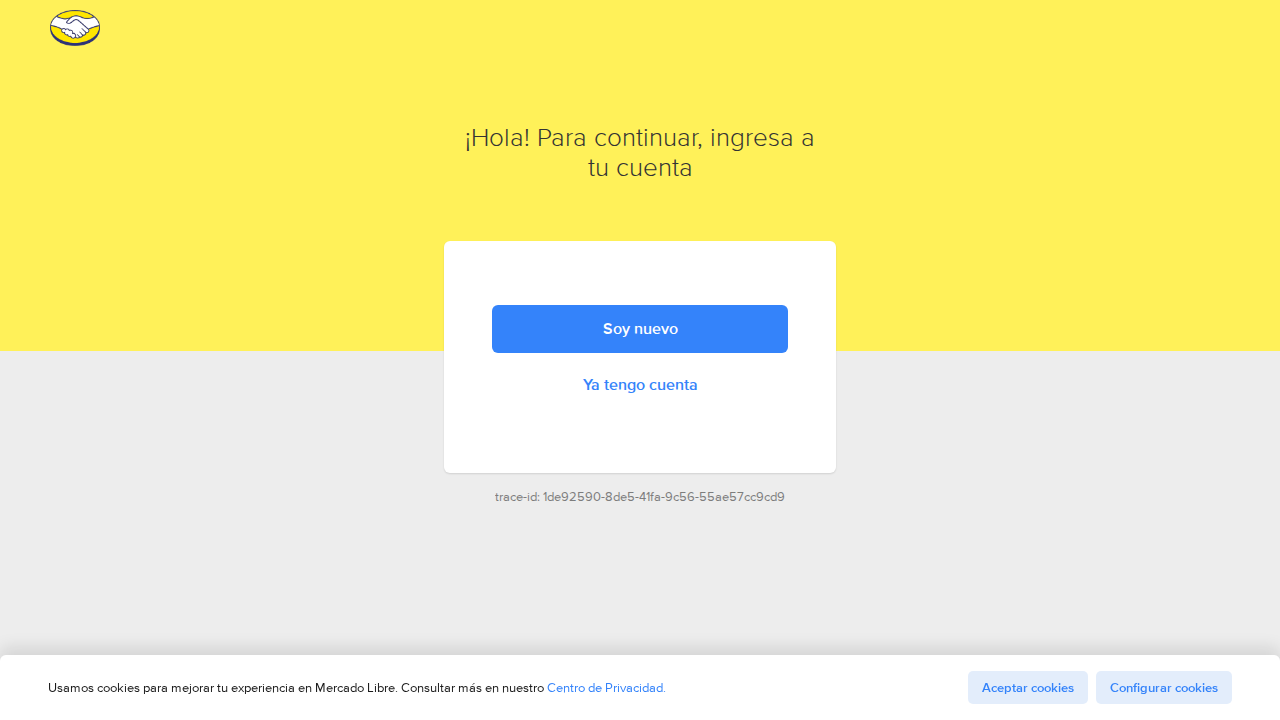 ¡Hola! Para continuar, ingresa a
tu cuenta
Soy nuevo
Ya tengo cuenta
trace-id: 1de92590-8de5-41fa-9c56-55ae57cc9cd9
Usamos cookies para mejorar tu experiencia en Mercado Libre. Consultar más en nuestro Centro de Privacidad.
Aceptar cookies
Configurar cookies